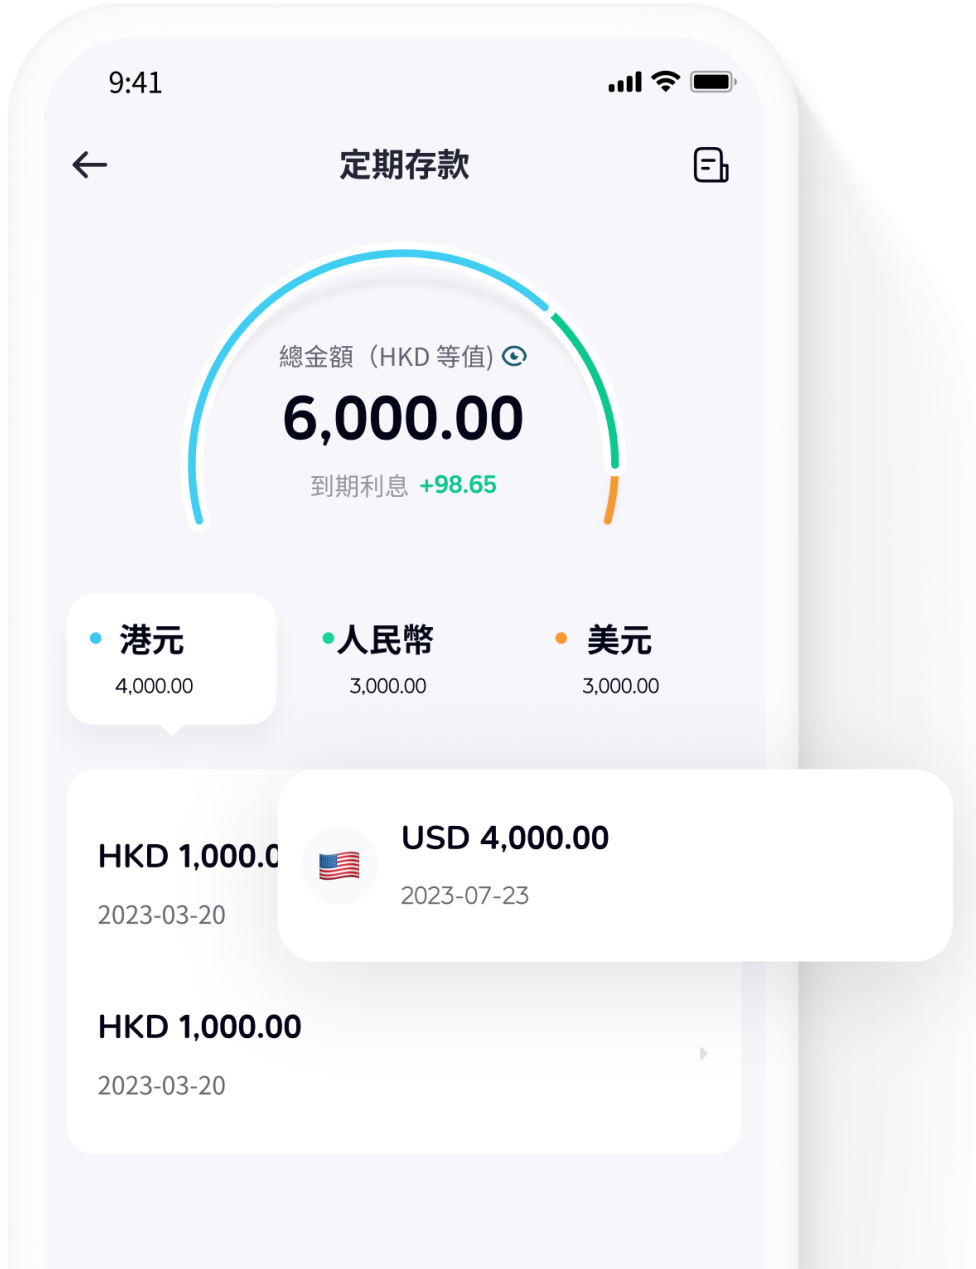 9:41
定期存款
總金額（HKD 等值)
6,000.00
到期利息 +98.65
港元
4,000.00
人民幣
3,000.00
美元
3,000.00
USD 4,000.00
2023-07-23
HKD 1,000.0
2023-03-20
HKD 1,000.00
2023-03-20